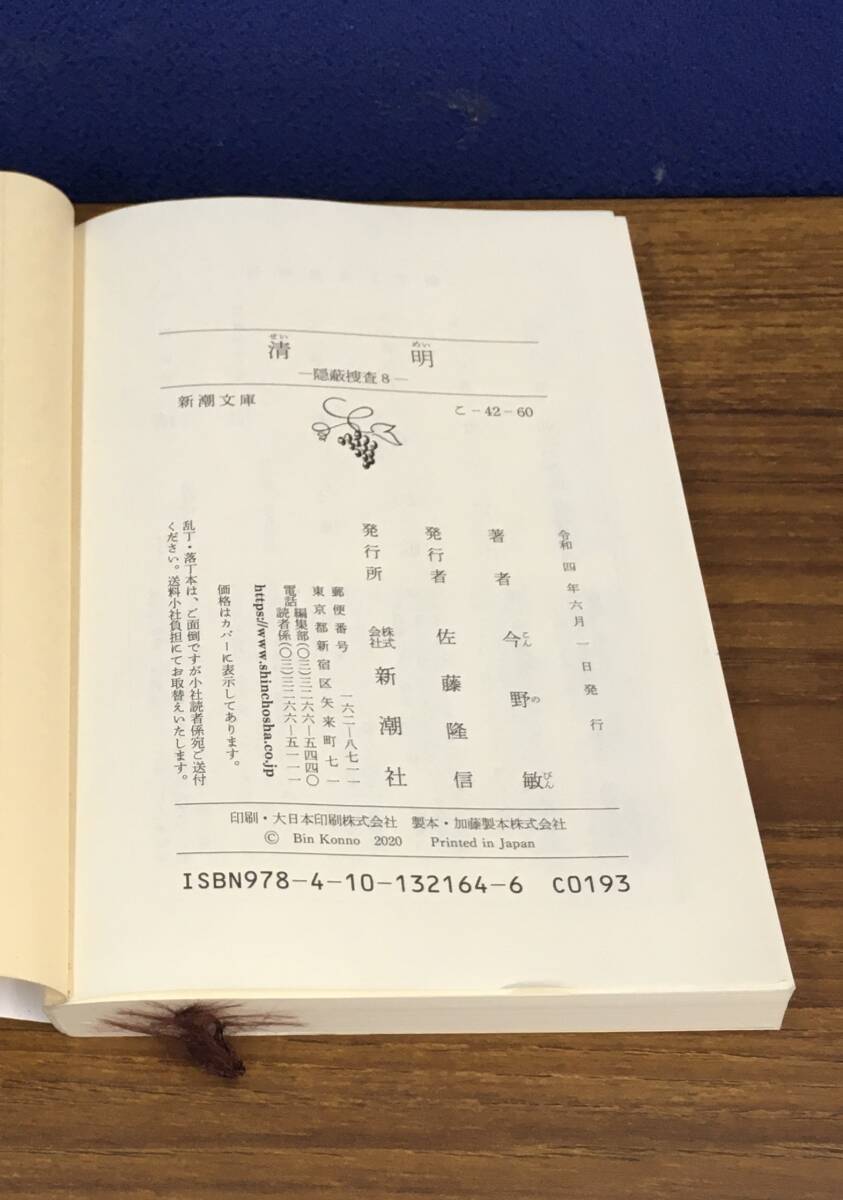 せい めい
清 明
―隠蔽捜査8―
新潮文庫 こ-42-60
令和四年六月一日発行
著者 今野敏
こん の びん
発行者 佐藤隆信
発行所 株式会社 新潮社
郵便番号 一六二―八七一一
東京都新宿区矢来町七一
電話 編集部(〇三)三二六六―五四四〇
読者係(〇三)三二六六―五一一一
https://www.shinchosha.co.jp
価格はカバーに表示してあります。
乱丁・落丁本は、ご面倒ですが小社読者係宛ご送付
ください。送料小社負担にてお取替えいたします。
印刷・大日本印刷株式会社 製本・加藤製本株式会社
© Bin Konno 2020 Printed in Japan
ISBN978-4-10-132164-6 C0193